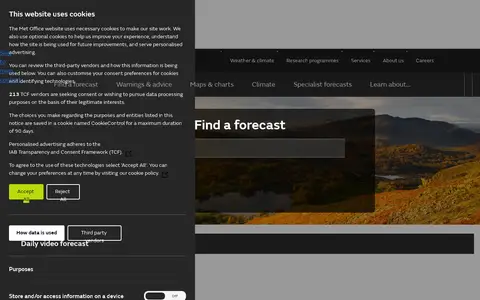 This website uses cookies
The Met Office website uses necessary cookies to make our site work. We
also use optional cookies to help us improve your experience, understand
how the site is being used for future improvements, and serve personalised
advertising.
You can review the third-party vendors and how this information is being
used below. You can also customise your consent preferences for cookies
and identifying technologies.
213 TCF vendors are seeking consent or wishing to pursue data processing
purposes on the basis of their legitimate interests.
The choices you make regarding the purposes and entities listed in this
notice are saved in a cookie named CookieControl for a maximum duration
of 90 days
Personalised advertising adheres to the
IAB Transparency and Consent Framework (TCF).
To agree to the use of these technologies select 'Accept All'. You can
change your preferences at any time by visiting our cookie policy.
Accept All
Reject All
How data is used
Third party vendors
Daily video forecast
Purposes
Store and/or access information on a device
Off
Weather & climate Research programmes Services About us Careers
Find a forecast Warnings & advice Maps & charts Climate Specialist forecasts Learn about...
Find a forecast